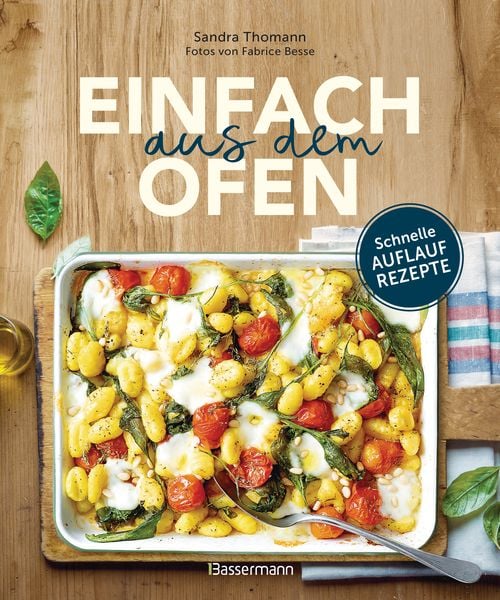 Sandra Thomann
Fotos von Fabrice Besse
EINFACH
aus dem
OFEN
Schnelle
AUFLAUF
REZEPTE
Bassermann